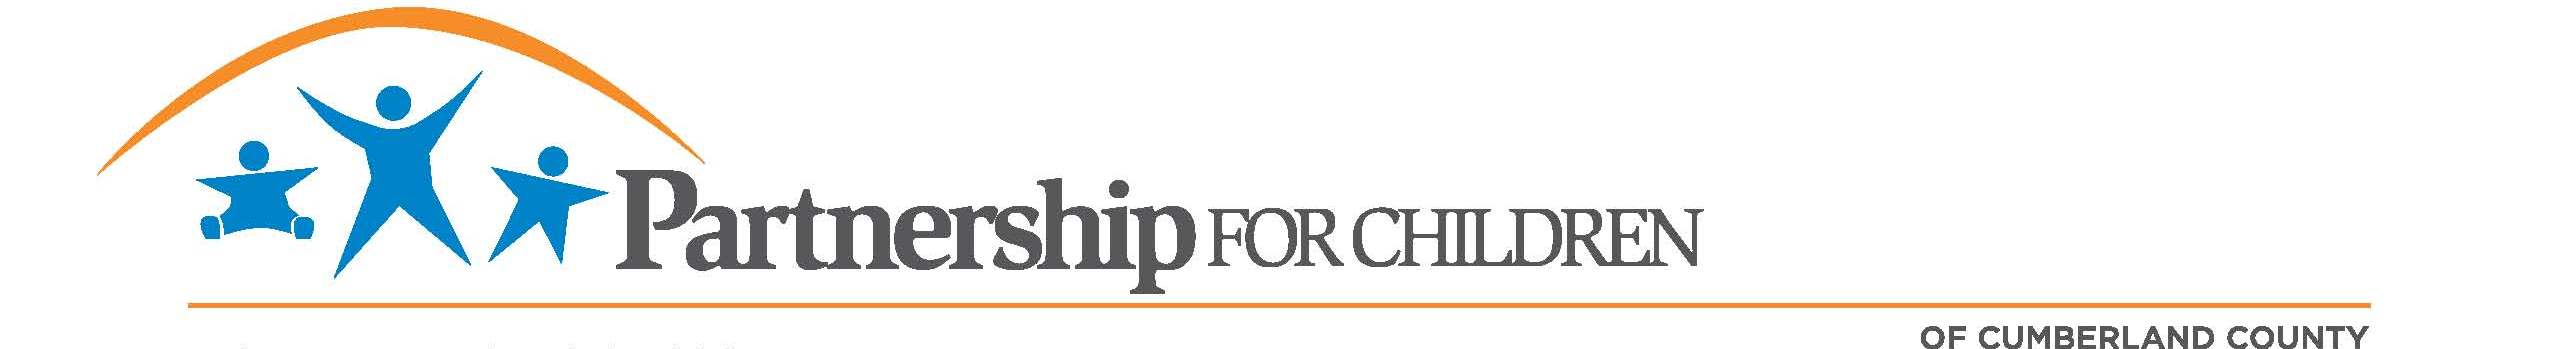 Partnership FOR CHILDREN
OF CUMBERLAND COUNTY